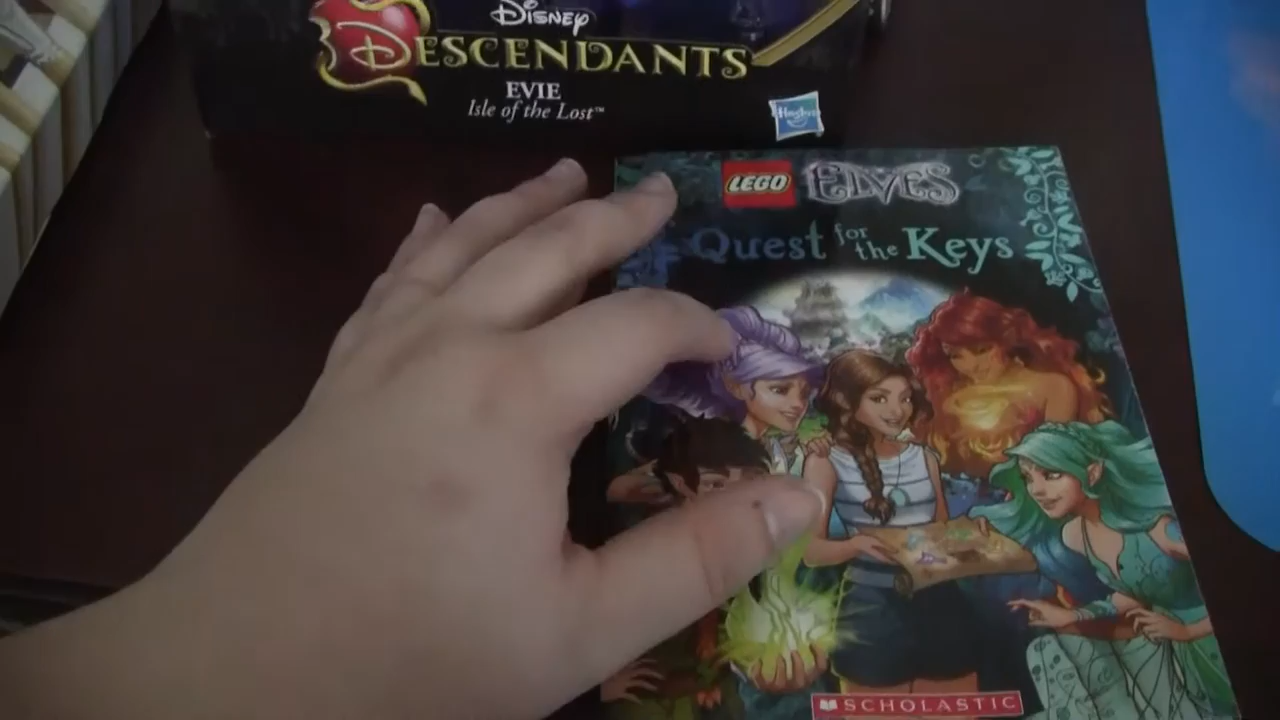 Disney
DESCENDANTS
EVIE
Isle of the Lost™
Hasbro
LEGO ELVES
Quest for the Keys
SCHOLASTIC